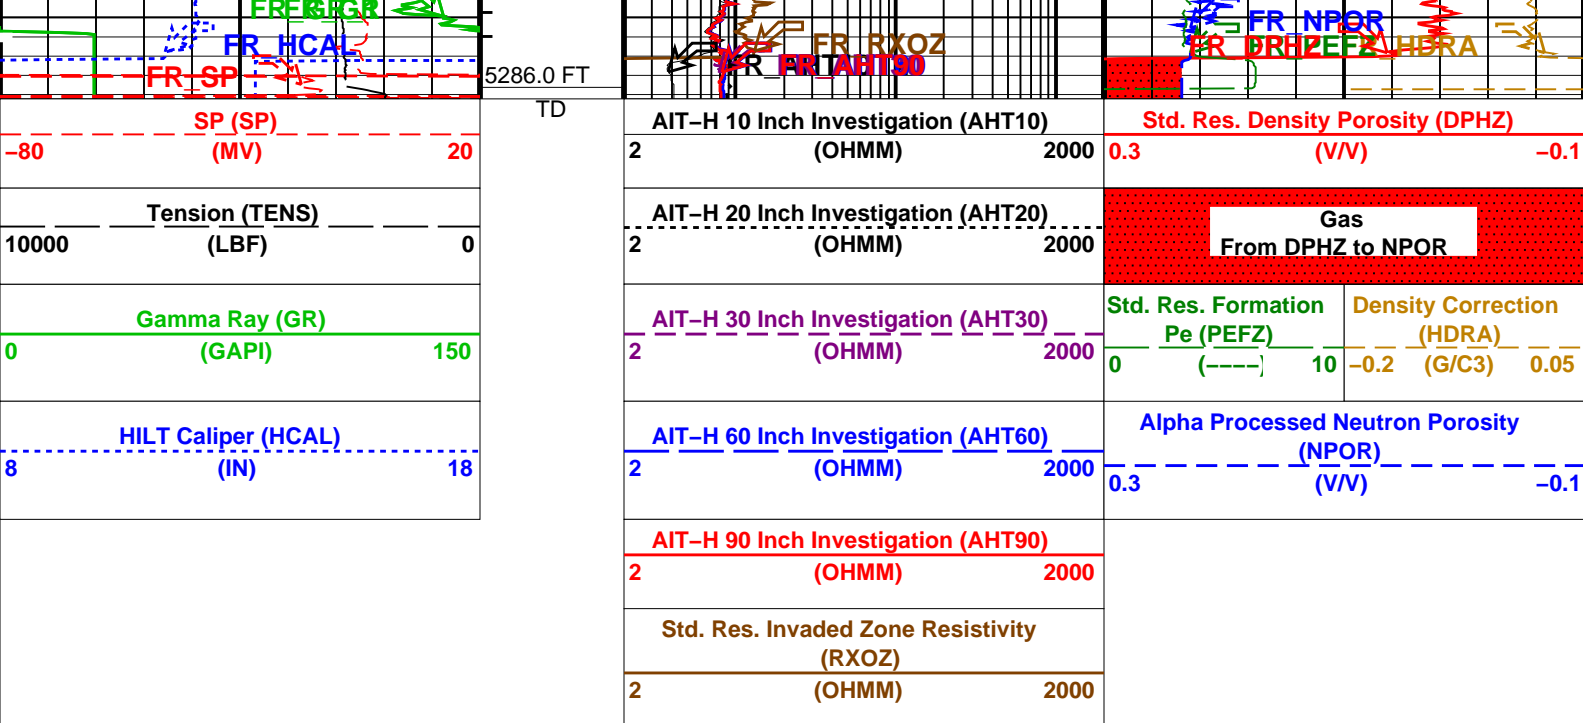 FR_GR
FR_NPOR
FR_HCAL
FR_RXOZ
HDRA
FR_AHT90
FR_SP
5286.0 FT
TD
SP (SP)
−80 (MV) 20
Tension (TENS)
10000 (LBF) 0
Gamma Ray (GR)
0 (GAPI) 150
HILT Caliper (HCAL)
8 (IN) 18
AIT−H 10 Inch Investigation (AHT10)
2 (OHMM) 2000
AIT−H 20 Inch Investigation (AHT20)
2 (OHMM) 2000
AIT−H 30 Inch Investigation (AHT30)
2 (OHMM) 2000
AIT−H 60 Inch Investigation (AHT60)
2 (OHMM) 2000
AIT−H 90 Inch Investigation (AHT90)
2 (OHMM) 2000
Std. Res. Invaded Zone Resistivity
(RXOZ)
2 (OHMM) 2000
Std. Res. Density Porosity (DPHZ)
0.3 (V/V) −0.1
Gas
From DPHZ to NPOR
Std. Res. Formation
Pe (PEFZ)
0 (−−−−) 10
Density Correction
(HDRA)
−0.2 (G/C3) 0.05
Alpha Processed Neutron Porosity
(NPOR)
0.3 (V/V) −0.1